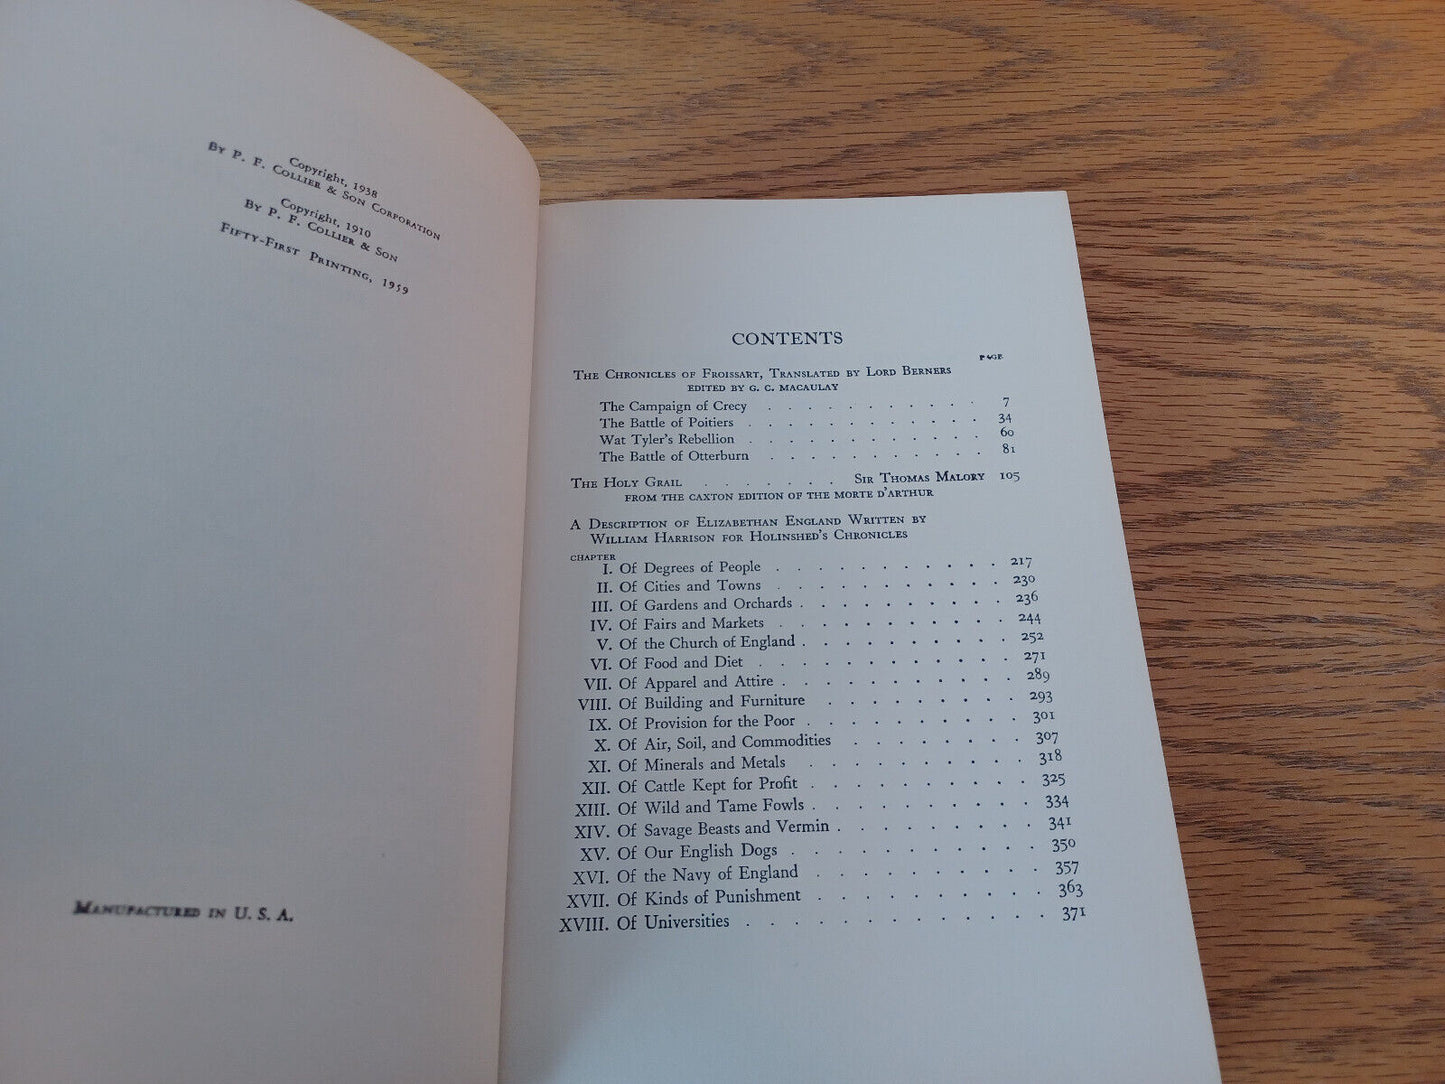 Copyright, 1938
By P. F. Collier & Son Corporation
Copyright, 1910
By P. F. Collier & Son
Fifty-First Printing, 1959
Manufactured in U. S. A.
CONTENTS
PAGE
The Chronicles of Froissart, Translated by Lord Berners
EDITED BY G. C. MACAULAY
The Campaign of Crecy . . . . . . . . . . . 7
The Battle of Poitiers . . . . . . . . . . . . 34
Wat Tyler's Rebellion . . . . . . . . . . . . 60
The Battle of Otterburn . . . . . . . . . . . 81
The Holy Grail . . . . . . . Sir Thomas Malory 105
FROM THE CAXTON EDITION OF THE MORTE D'ARTHUR
A Description of Elizabethan England Written by
William Harrison for Holinshed's Chronicles
CHAPTER
I. Of Degrees of People . . . . . . . . . . . 217
II. Of Cities and Towns . . . . . . . . . . . 230
III. Of Gardens and Orchards . . . . . . . . . . 236
IV. Of Fairs and Markets . . . . . . . . . . . 244
V. Of the Church of England . . . . . . . . . . 252
VI. Of Food and Diet . . . . . . . . . . . . 271
VII. Of Apparel and Attire . . . . . . . . . . . 289
VIII. Of Building and Furniture . . . . . . . . . 293
IX. Of Provision for the Poor . . . . . . . . . . 301
X. Of Air, Soil, and Commodities . . . . . . . . 307
XI. Of Minerals and Metals . . . . . . . . . . 318
XII. Of Cattle Kept for Profit . . . . . . . . . . 325
XIII. Of Wild and Tame Fowls . . . . . . . . . . 334
XIV. Of Savage Beasts and Vermin . . . . . . . . . 341
XV. Of Our English Dogs . . . . . . . . . . . 350
XVI. Of the Navy of England . . . . . . . . . . 357
XVII. Of Kinds of Punishment . . . . . . . . . . 363
XVIII. Of Universities . . . . . . . . . . . . . 371